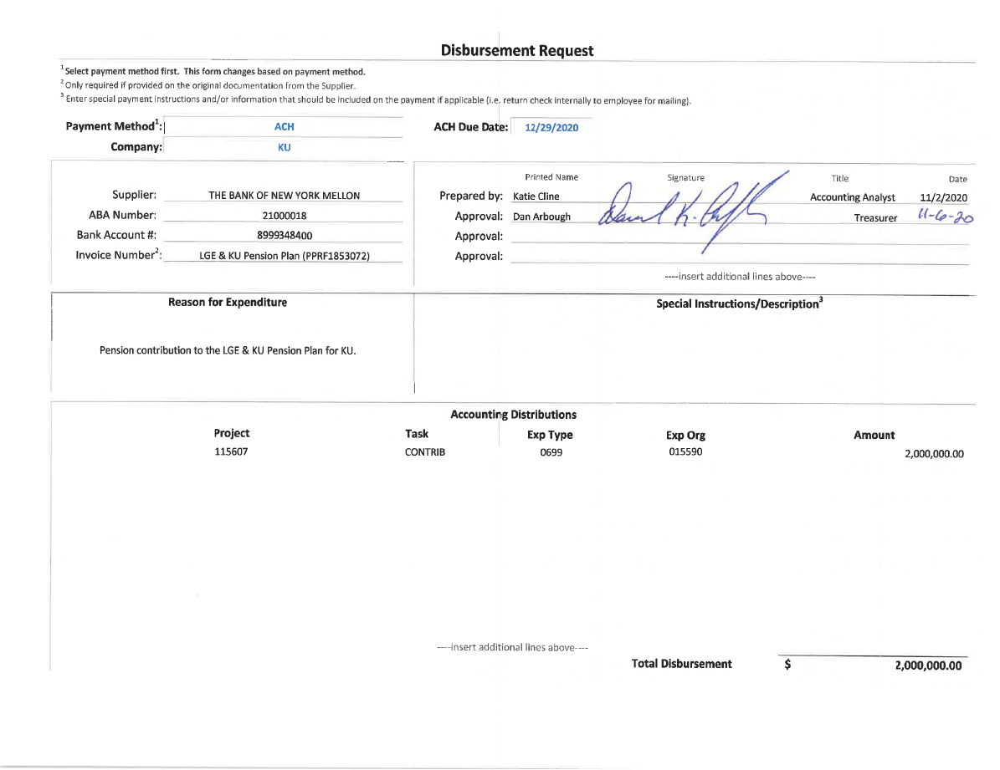 Disbursement Request
1 Select payment method first. This form changes based on payment method.
2 Only required if provided on the original documentation from the Supplier.
3 Enter special payment instructions and/or information that should be included on the payment if applicable (i.e. return check internally to employee for mailing).
Payment Method1: ACH ACH Due Date: 12/29/2020
Company: KU
Printed Name Signature Title Date
Supplier: THE BANK OF NEW YORK MELLON Prepared by: Katie Cline Accounting Analyst 11/2/2020
ABA Number: 21000018 Approval: Dan Arbough Treasurer 11-6-20
Bank Account #: 8999348400 Approval:
Invoice Number2: LGE & KU Pension Plan (PPRF1853072) Approval:
----insert additional lines above----
Reason for Expenditure Special Instructions/Description3
Pension contribution to the LGE & KU Pension Plan for KU.
Accounting Distributions
Project Task Exp Type Exp Org Amount
115607 CONTRIB 0699 015590 2,000,000.00
----insert additional lines above----
Total Disbursement $ 2,000,000.00